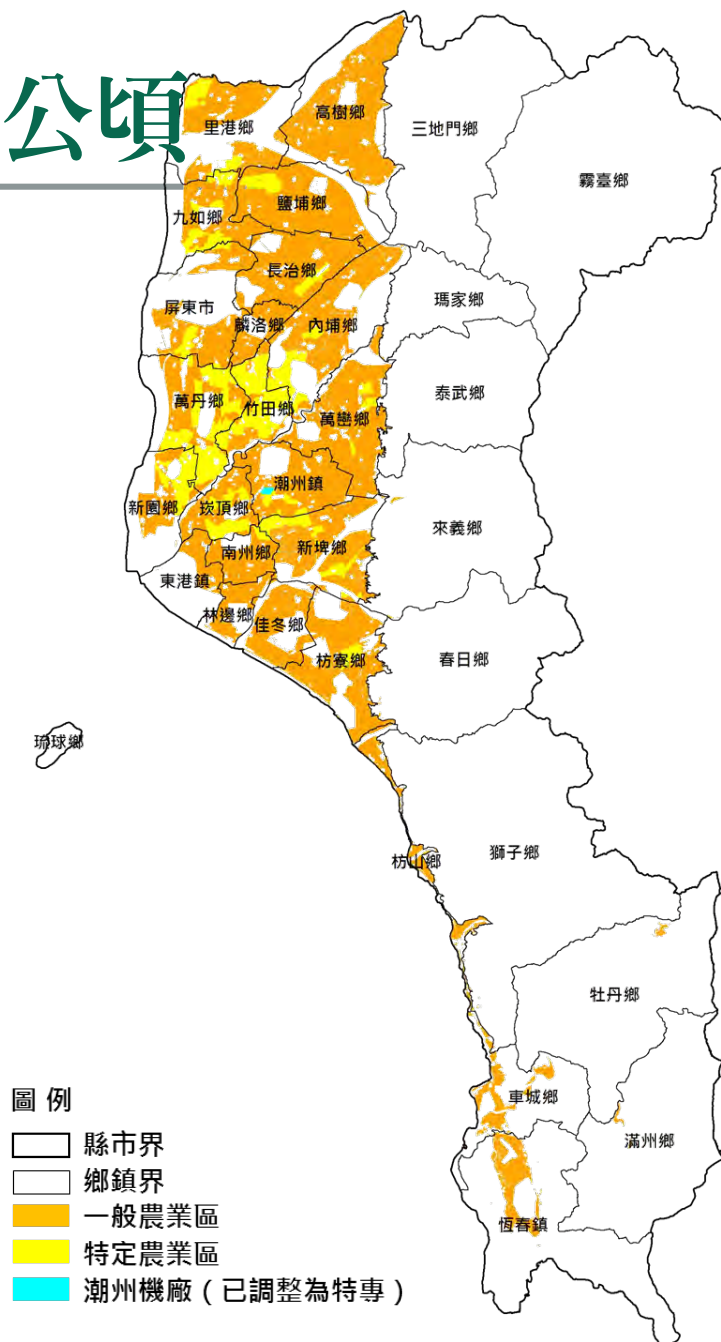 公頃
里港鄉
高樹鄉
三地門鄉
霧臺鄉
九如鄉
鹽埔鄉
長治鄉
屏東市
麟洛鄉
內埔鄉
瑪家鄉
萬丹鄉
竹田鄉
萬巒鄉
泰武鄉
新園鄉
崁頂鄉
潮州鎮
南州鄉
新埤鄉
來義鄉
東港鎮
林邊鄉
佳冬鄉
枋寮鄉
春日鄉
琉球鄉
枋山鄉
獅子鄉
牡丹鄉
車城鄉
滿州鄉
恆春鎮
圖例
縣市界
鄉鎮界
一般農業區
特定農業區
潮州機廠（已調整為特專）